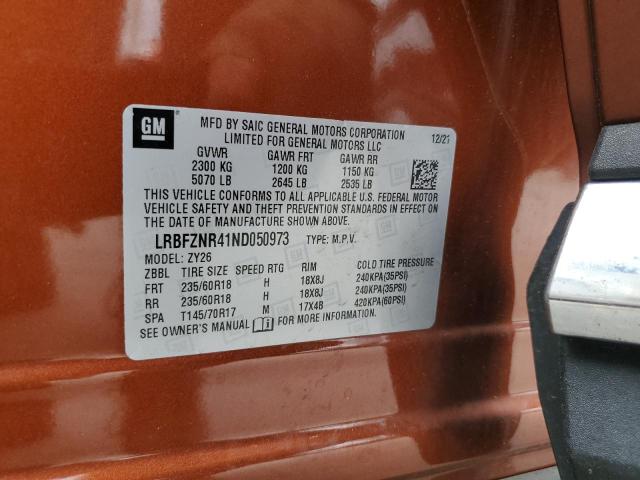 GM
MFD BY SAIC GENERAL MOTORS CORPORATION 12/21
LIMITED FOR GENERAL MOTORS LLC
GVWR GAWR FRT GAWR RR
2300 KG 1200 KG 1150 KG
5070 LB 2645 LB 2535 LB
THIS VEHICLE CONFORMS TO ALL APPLICABLE U.S. FEDERAL MOTOR
VEHICLE SAFETY AND THEFT PREVENTION STANDARDS IN EFFECT ON
THE DATE OF MANUFACTURE SHOWN ABOVE.
LRBFZNR41ND050973 TYPE: M.P.V.
MODEL: ZY26
ZBBL TIRE SIZE SPEED RTG RIM COLD TIRE PRESSURE
FRT 235/60R18 H 18X8J 240KPA(35PSI)
RR 235/60R18 H 18X8J 240KPA(35PSI)
SPA T145/70R17 M 17X4B 420KPA(60PSI)
SEE OWNER'S MANUAL FOR MORE INFORMATION.